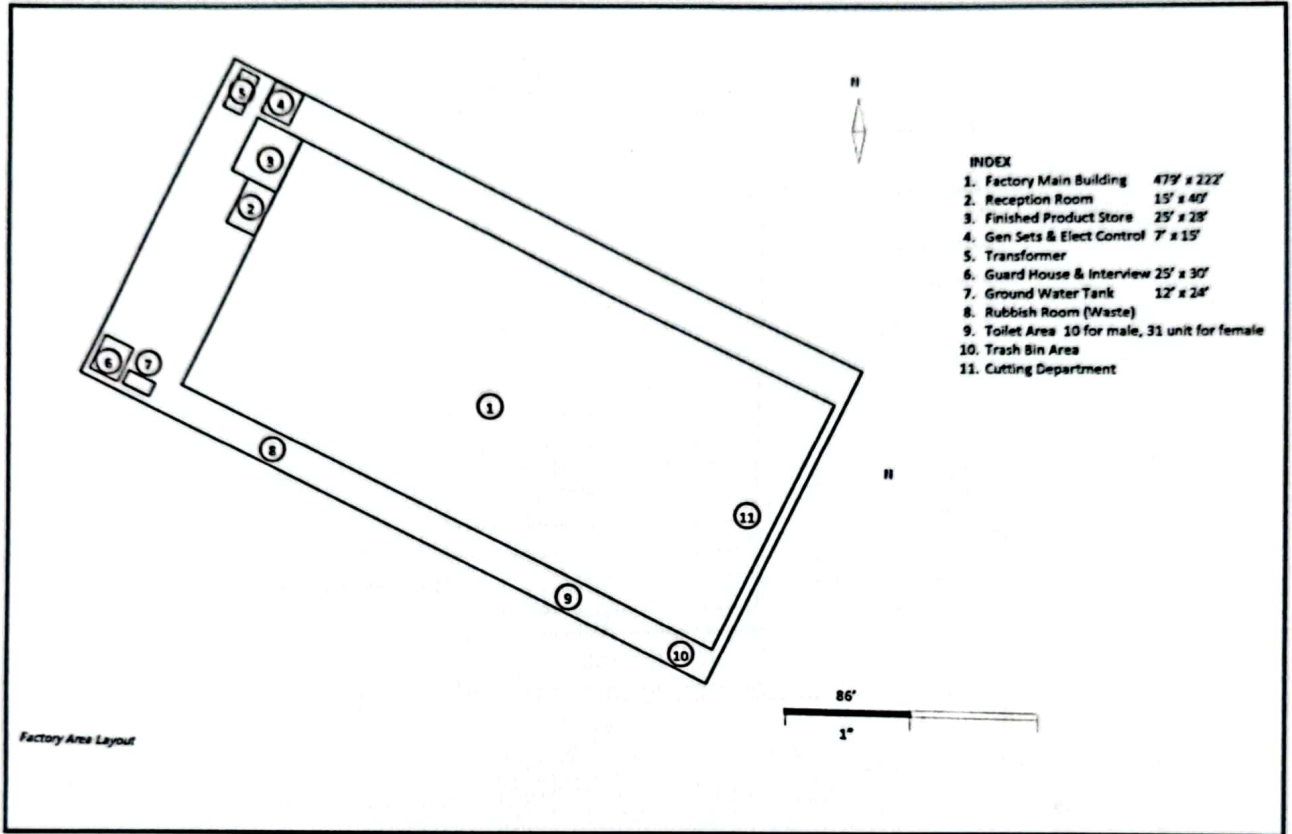 N
INDEX
1. Factory Main Building 479' x 222'
2. Reception Room 15' x 40'
3. Finished Product Store 25' x 28'
4. Gen Sets & Elect Control 7' x 15'
5. Transformer
6. Guard House & Interview 25' x 30'
7. Ground Water Tank 12' x 24'
8. Rubbish Room (Waste)
9. Toilet Area 10 for male, 31 unit for female
10. Trash Bin Area
11. Cutting Department
5
4
3
2
6
7
1
8
N
11
9
10
86'
1"
Factory Area Layout